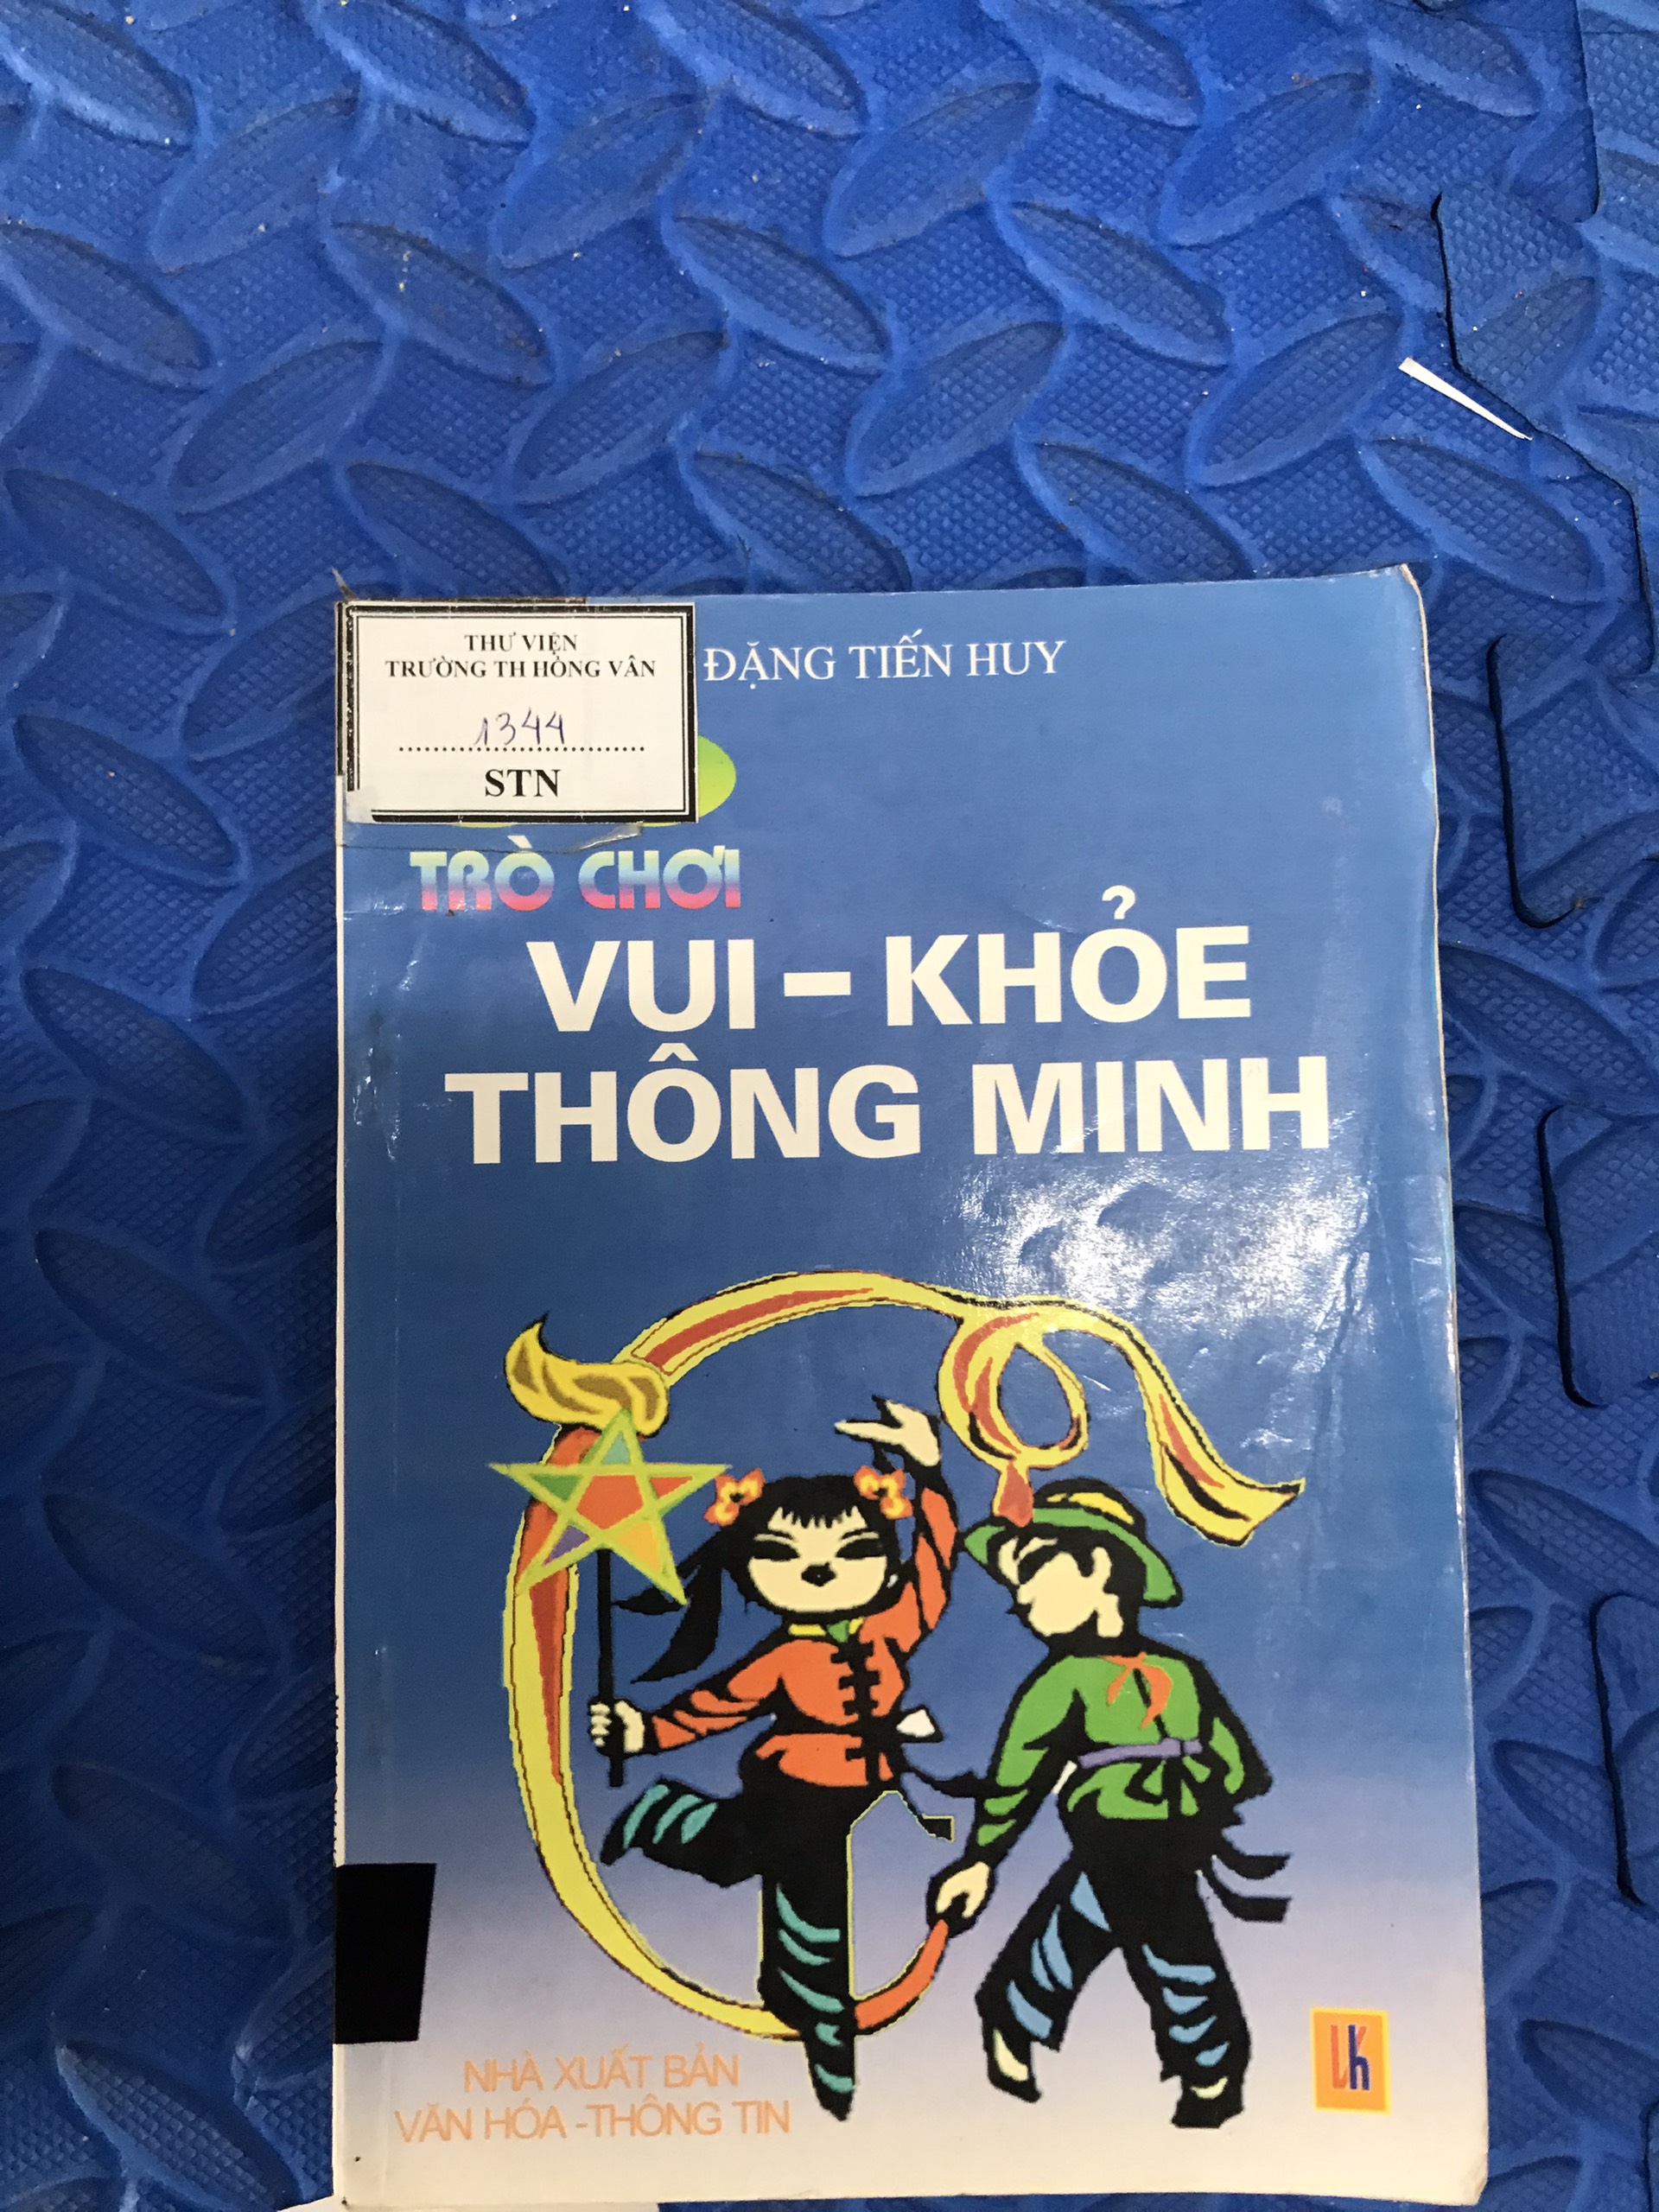 THƯ VIỆN
TRƯỜNG TH HỒNG VÂN
1344
STN
ĐẶNG TIẾN HUY
TRÒ CHƠI
VUI – KHỎE
THÔNG MINH
NHÀ XUẤT BẢN
VĂN HÓA -THÔNG TIN
Vh